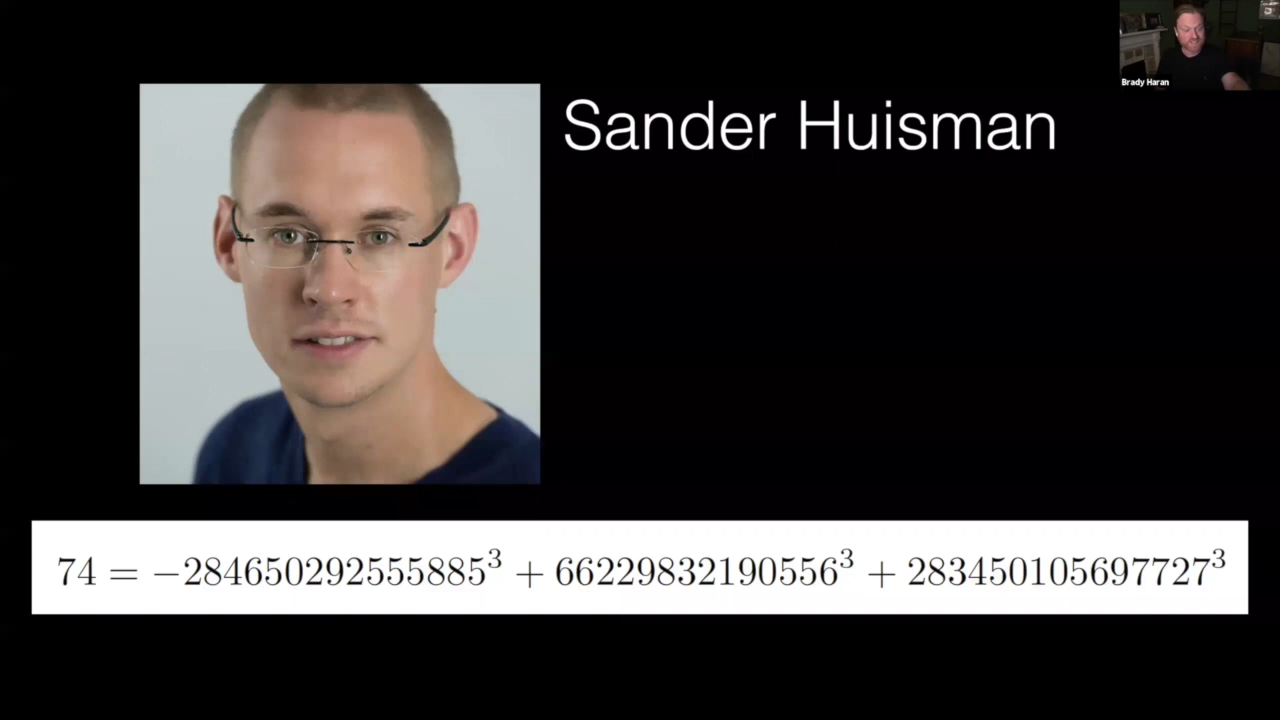 Brady Haran
Sander Huisman
74 = −284650292555885³ + 66229832190556³ + 283450105697727³